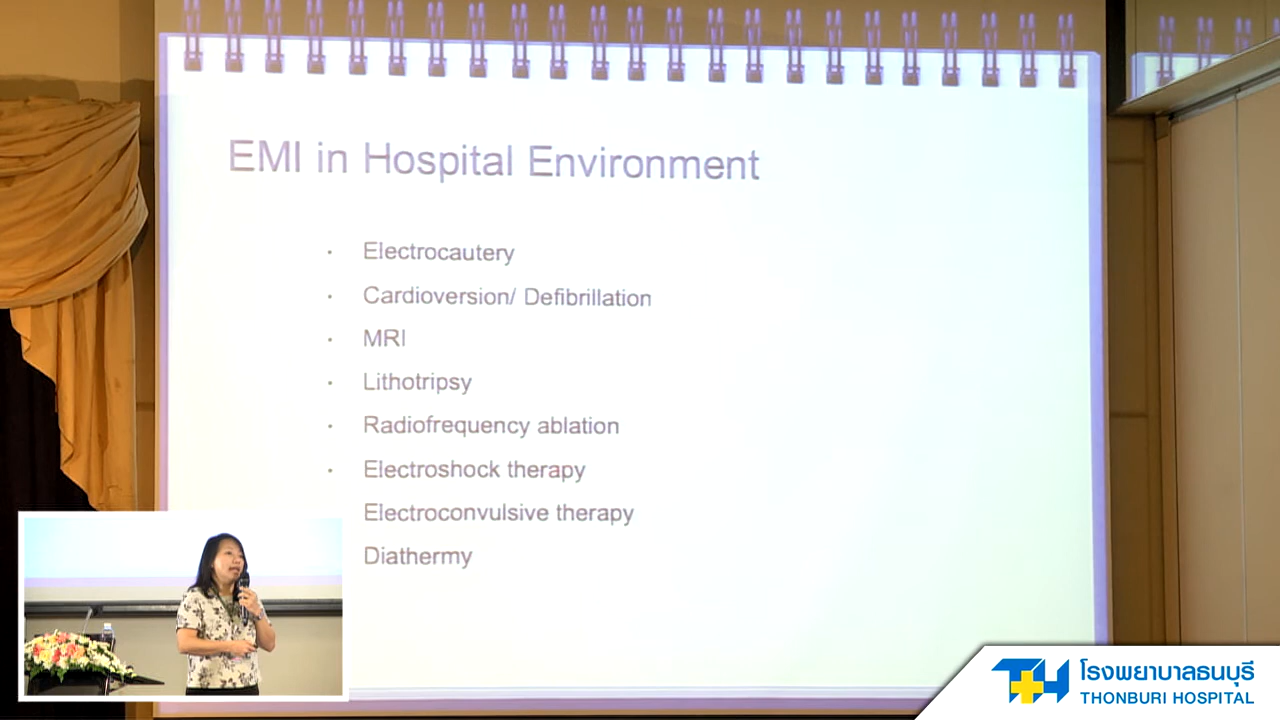 EMI in Hospital Environment
· Electrocautery
· Cardioversion/ Defibrillation
· MRI
· Lithotripsy
· Radiofrequency ablation
· Electroshock therapy
Electroconvulsive therapy
Diathermy
TH
โรงพยาบาลธนบุรี
THONBURI HOSPITAL